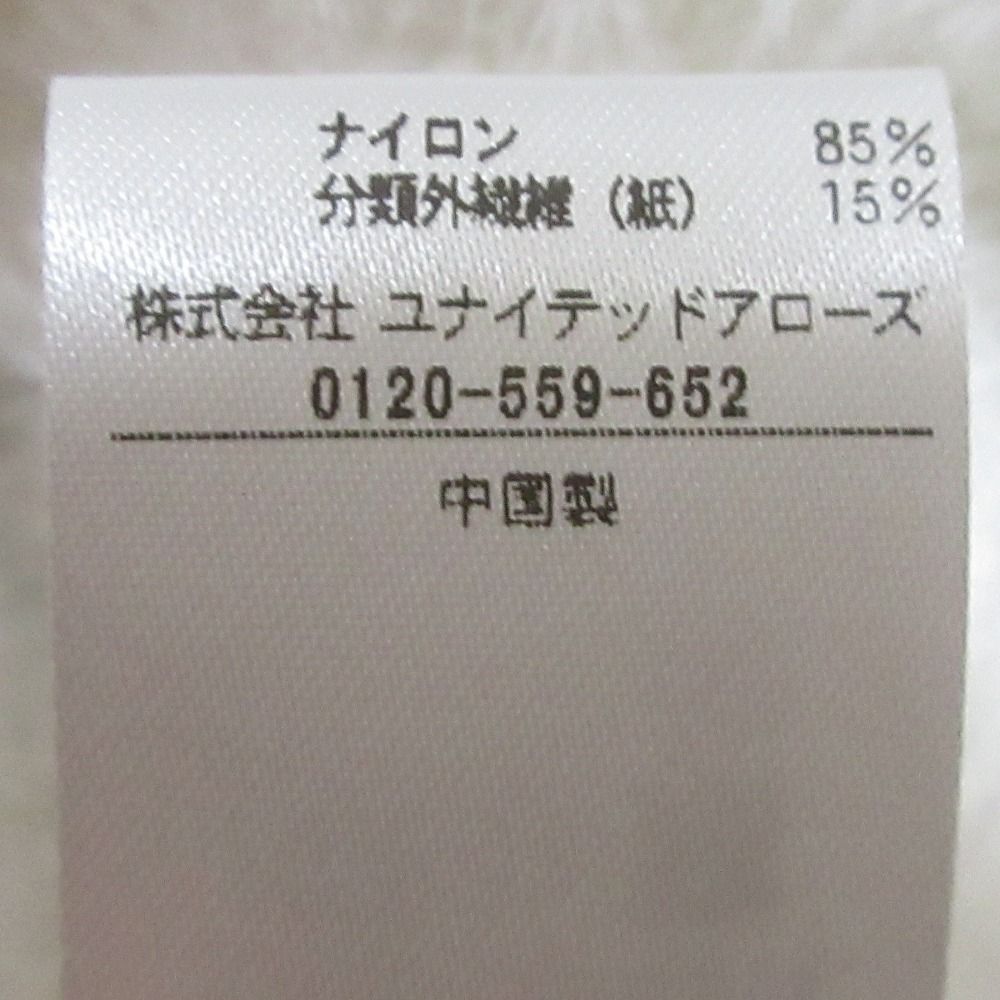 ナイロン 85%
分類外繊維（紙） 15%
株式会社 ユナイテッドアローズ
0120-559-652
中国製